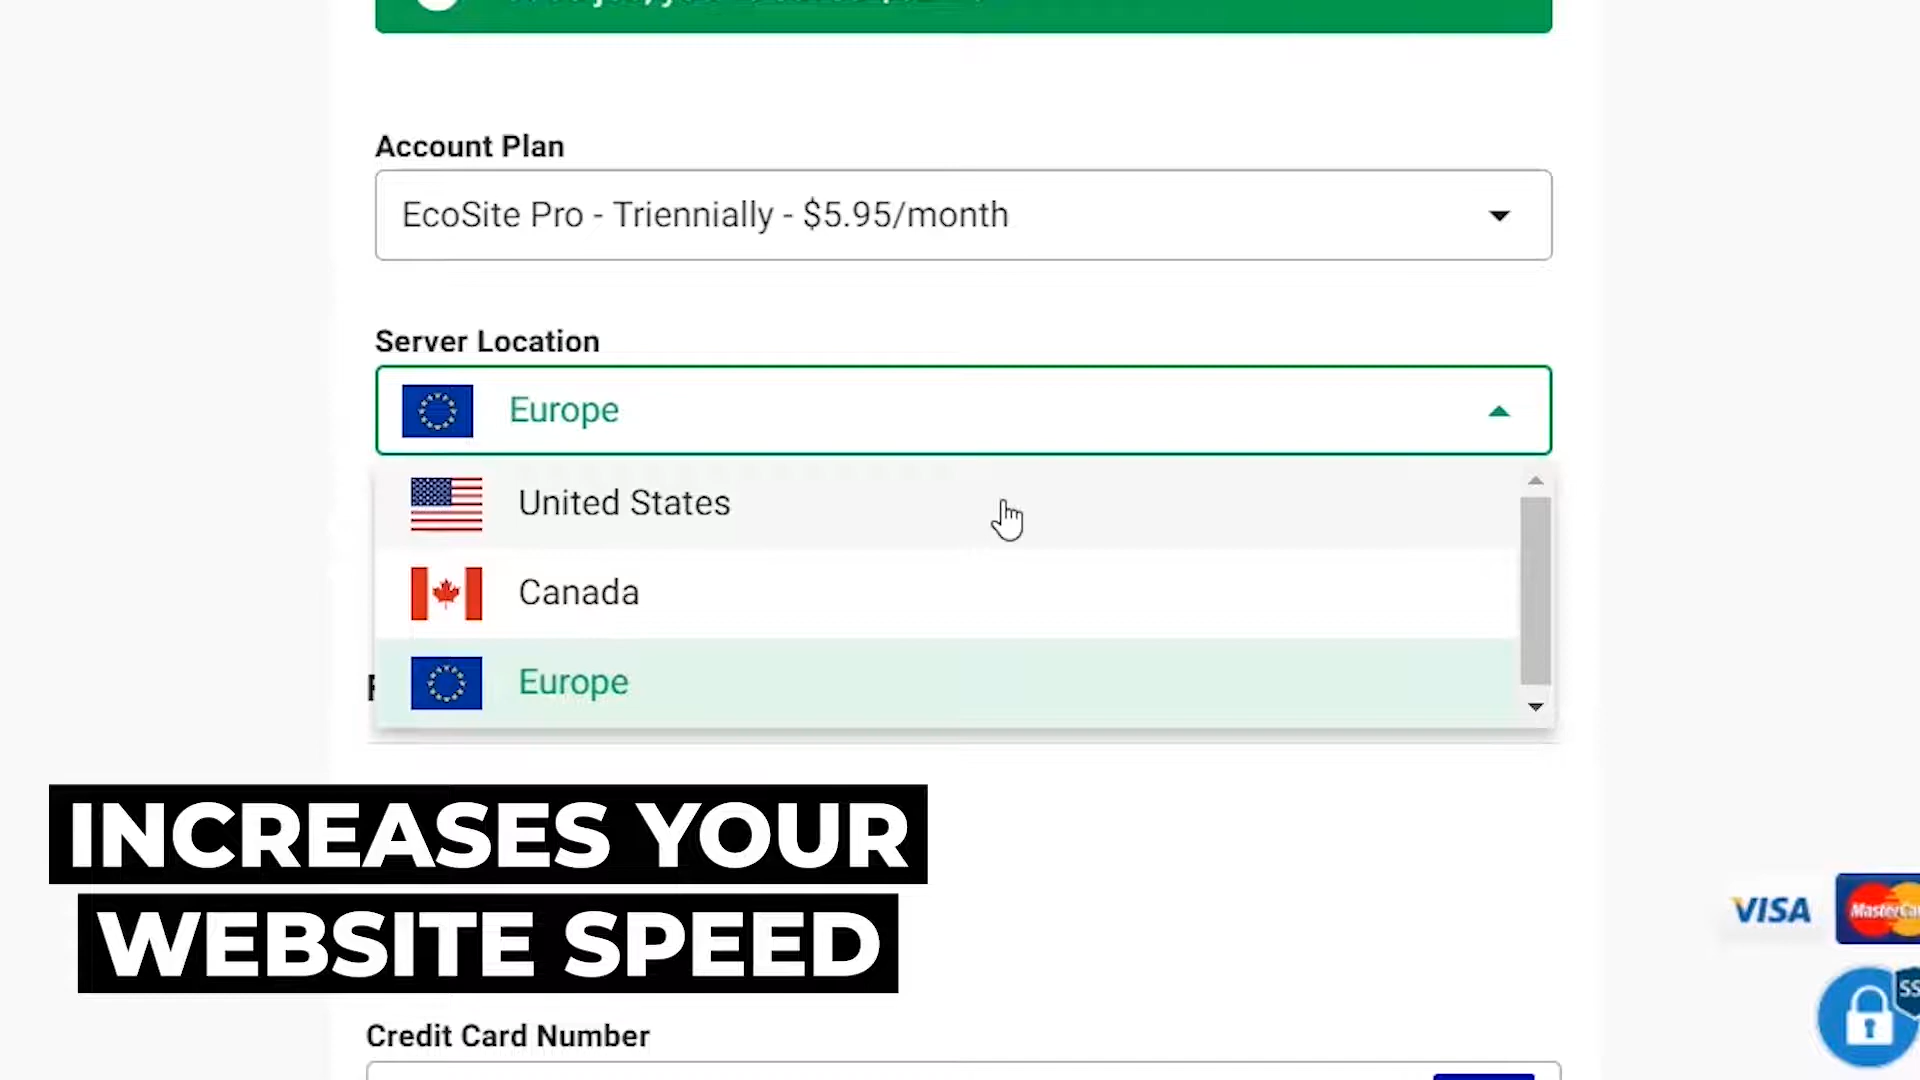 Account Plan
EcoSite Pro - Triennially - $5.95/month
Server Location
Europe
United States
Canada
Europe
INCREASES YOUR
WEBSITE SPEED
VISA
Credit Card Number